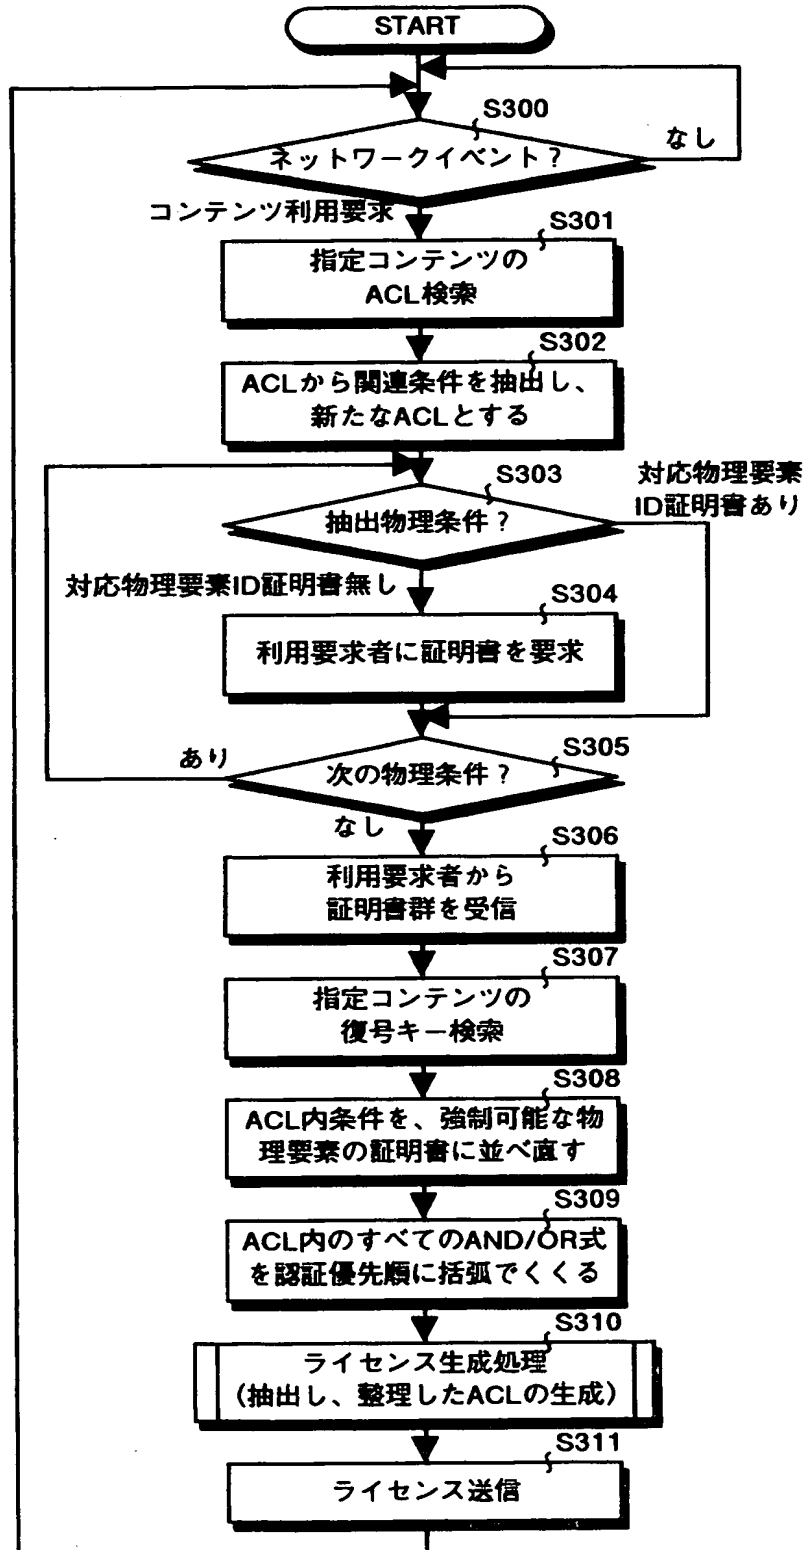 START
S300
ネットワークイベント？
なし
コンテンツ利用要求
S301
指定コンテンツの
ACL検索
S302
ACLから関連条件を抽出し、
新たなACLとする
S303
抽出物理条件？
対応物理要素
ID証明書あり
対応物理要素ID証明書無し
S304
利用要求者に証明書を要求
S305
次の物理条件？
あり
なし
S306
利用要求者から
証明書群を受信
S307
指定コンテンツの
復号キー検索
S308
ACL内条件を、強制可能な物
理要素の証明書に並べ直す
S309
ACL内のすべてのAND/OR式
を認証優先順に括弧でくくる
S310
ライセンス生成処理
（抽出し、整理したACLの生成）
S311
ライセンス送信